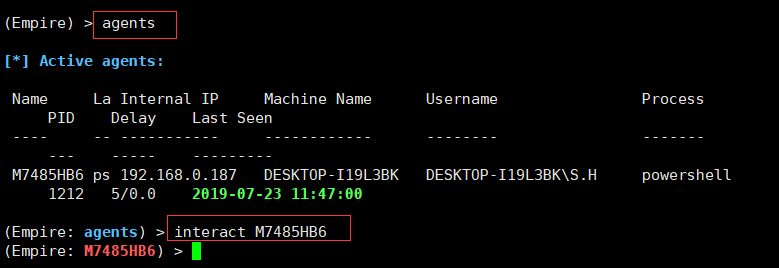 (Empire) > agents
[*] Active agents:
Name La Internal IP Machine Name Username Process
PID Delay Last Seen
---- -- ----------- ------------ -------- -------
--- ----- ---------
M7485HB6 ps 192.168.0.187 DESKTOP-I19L3BK DESKTOP-I19L3BK\S.H powershell
1212 5/0.0 2019-07-23 11:47:00
(Empire: agents) > interact M7485HB6
(Empire: M7485HB6) >